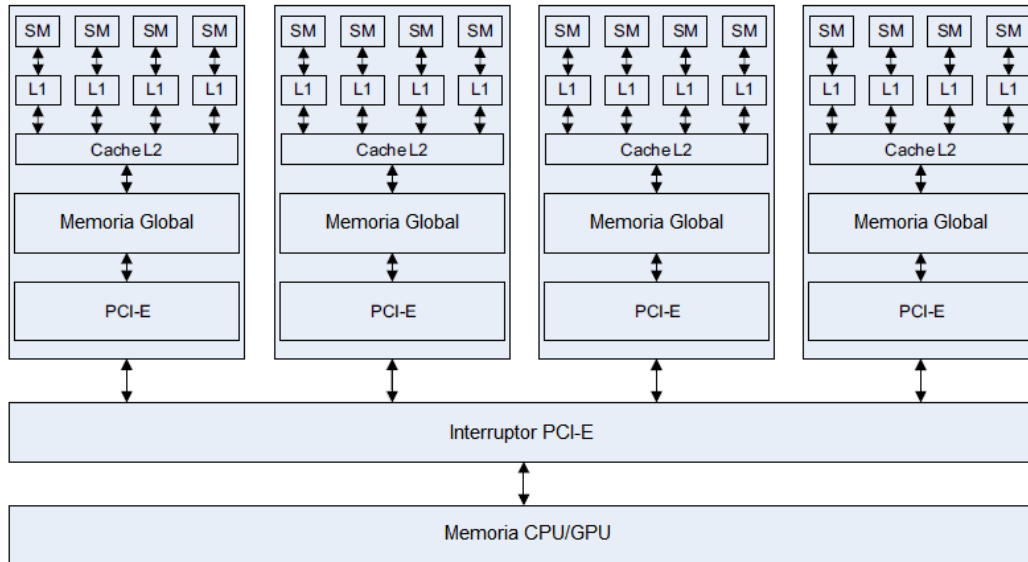 SM SM SM SM SM SM SM SM SM SM SM SM SM SM SM SM
L1 L1 L1 L1 L1 L1 L1 L1 L1 L1 L1 L1 L1 L1 L1 L1
Cache L2 Cache L2 Cache L2 Cache L2
Memoria Global Memoria Global Memoria Global Memoria Global
PCI-E PCI-E PCI-E PCI-E
Interruptor PCI-E
Memoria CPU/GPU